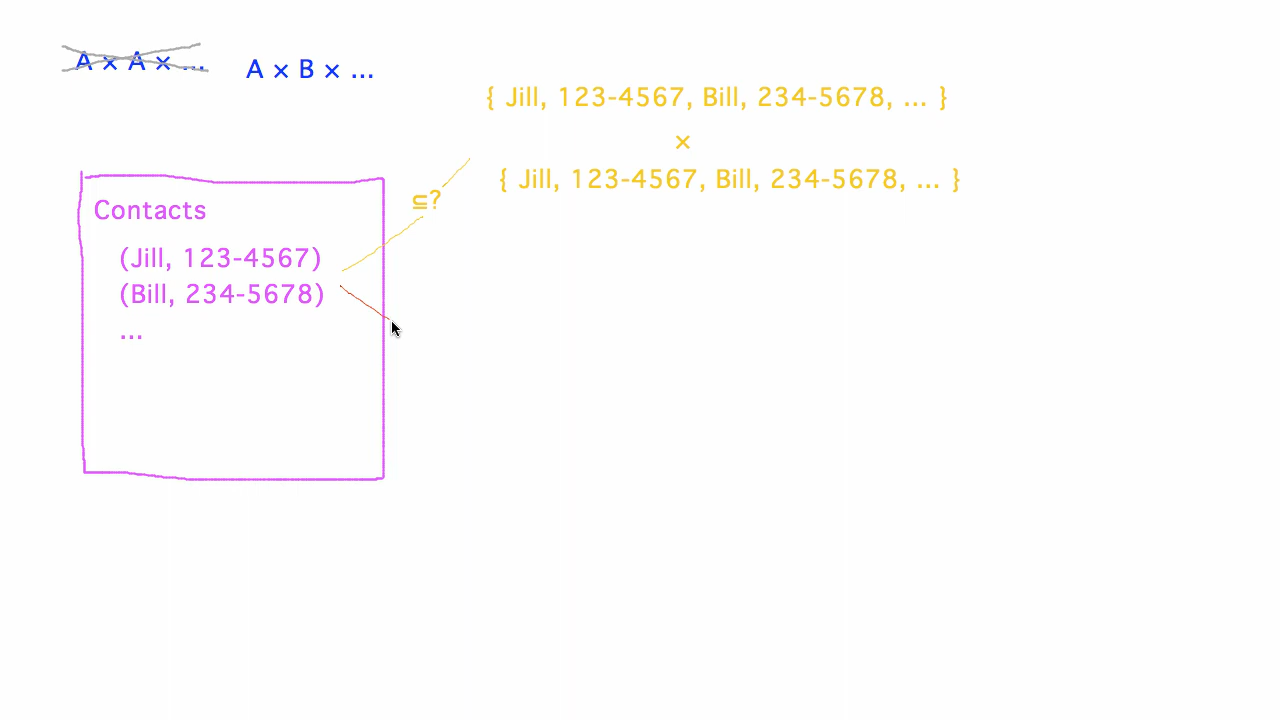 A × A × ...
A × B × ...
{ Jill, 123-4567, Bill, 234-5678, ... }
×
{ Jill, 123-4567, Bill, 234-5678, ... }
⊆?
Contacts
(Jill, 123-4567)
(Bill, 234-5678)
...